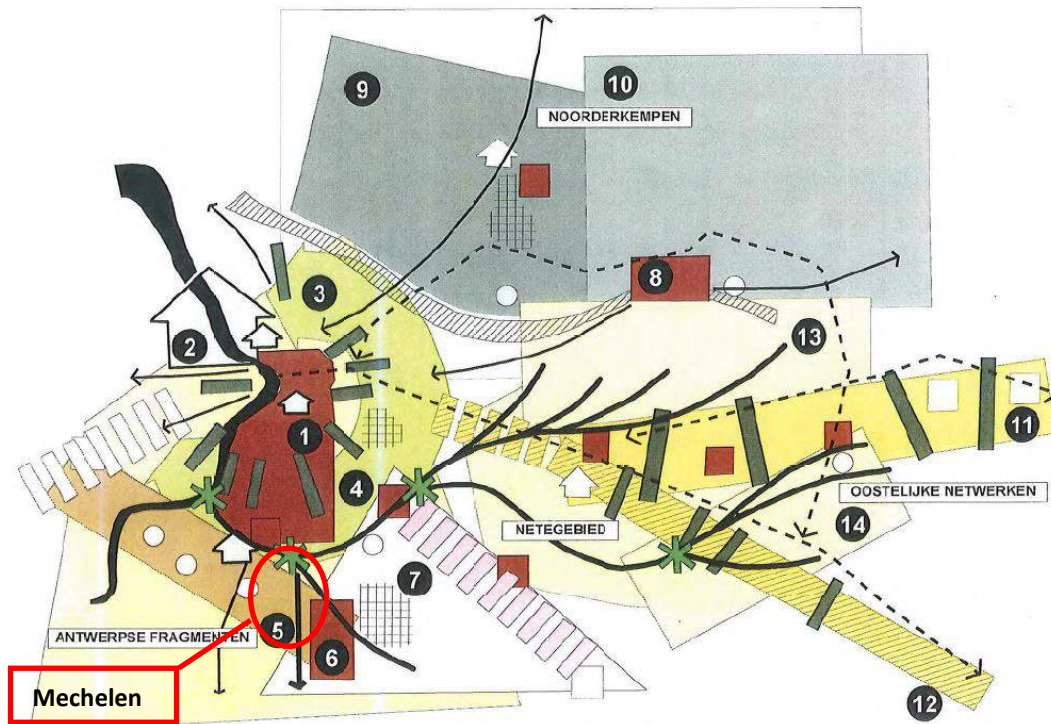 9
10
NOORDERKEMPEN
3
8
2
13
1
11
4
OOSTELIJKE NETWERKEN
NETEGEBIED
14
7
5
ANTWERPSE FRAGMENTEN
6
Mechelen
12